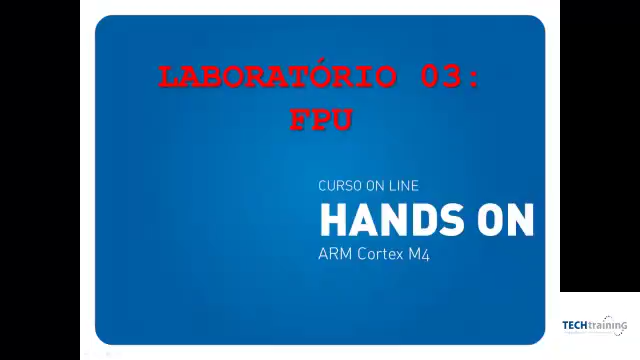 LABORATÓRIO 03:
FPU
CURSO ON LINE
HANDS ON
ARM Cortex M4
TECHtraining